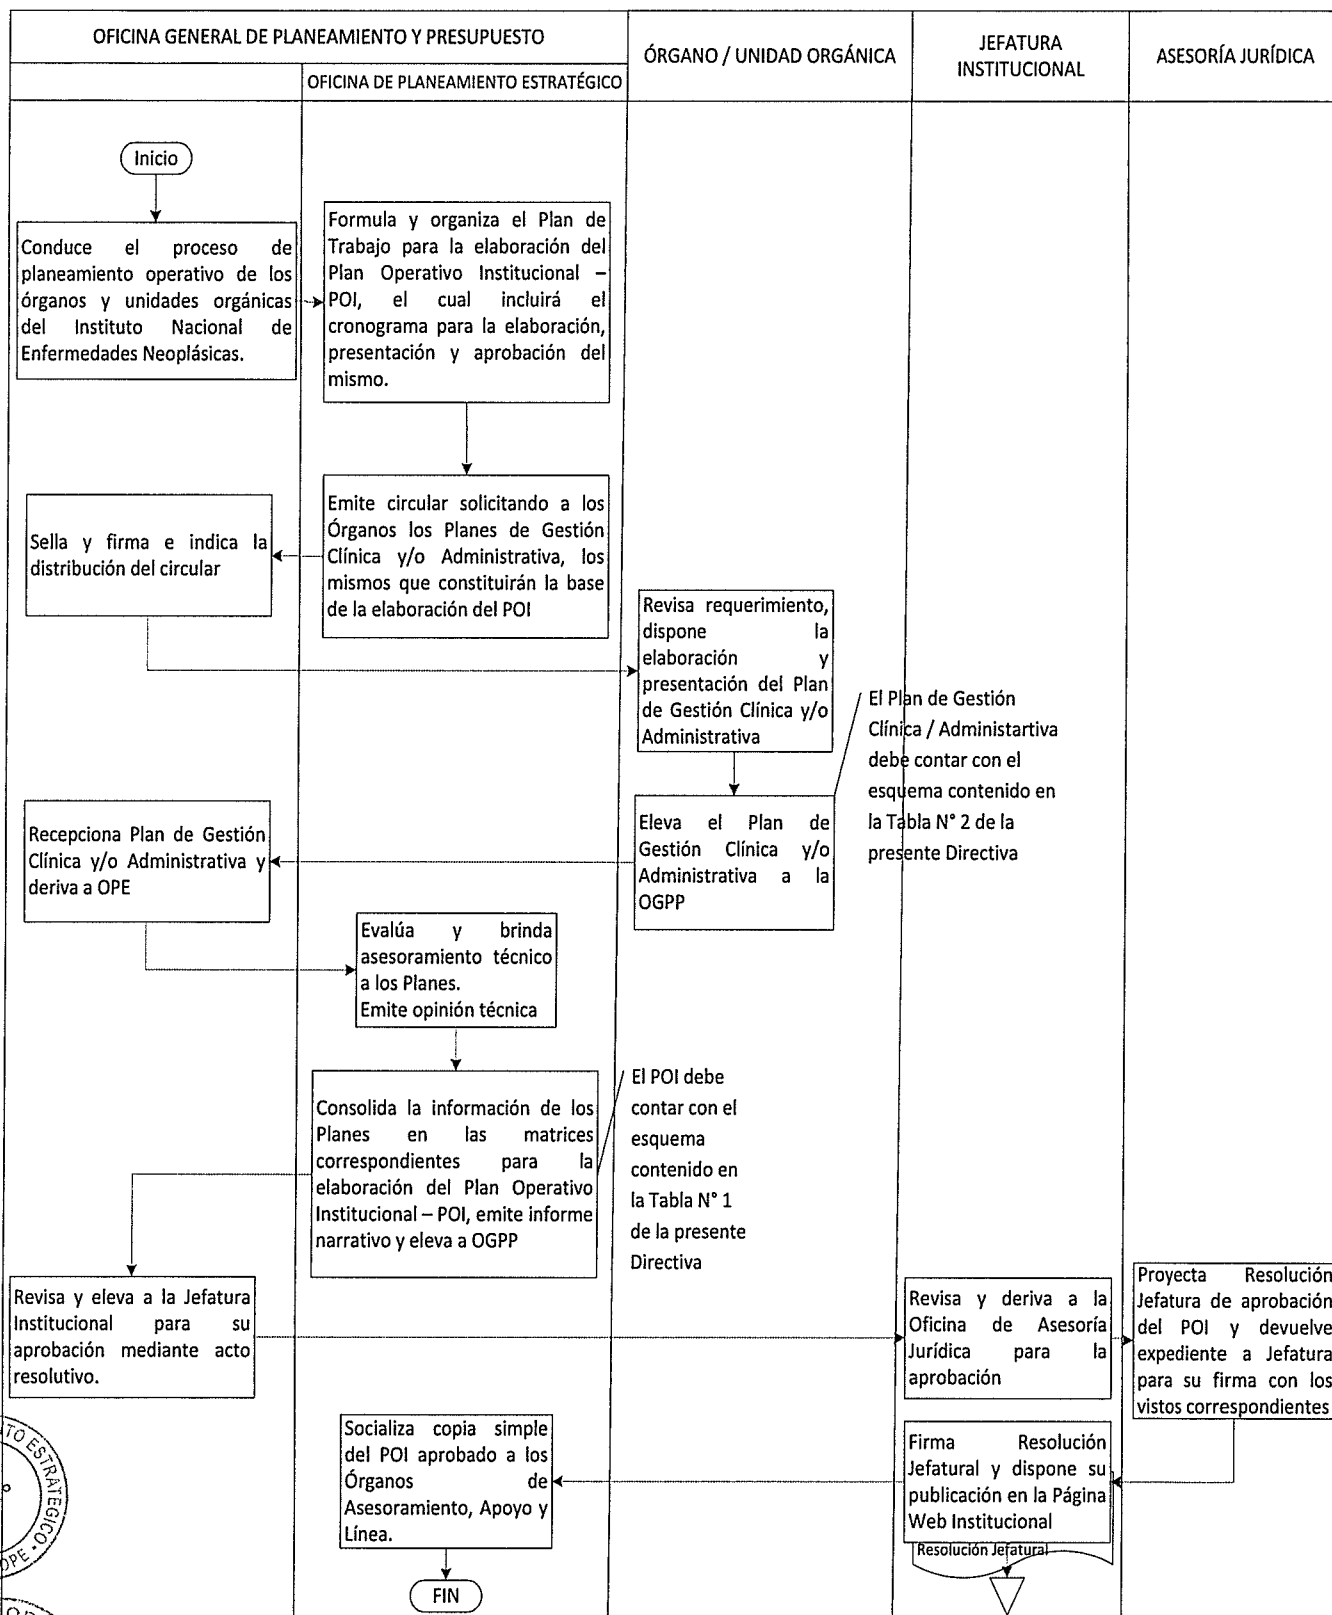 OFICINA GENERAL DE PLANEAMIENTO Y PRESUPUESTO
OFICINA DE PLANEAMIENTO ESTRATÉGICO
ÓRGANO / UNIDAD ORGÁNICA
JEFATURA
INSTITUCIONAL
ASESORÍA JURÍDICA
Inicio
Conduce el proceso de
planeamiento operativo de los
órganos y unidades orgánicas
del Instituto Nacional de
Enfermedades Neoplásicas.
Formula y organiza el Plan de
Trabajo para la elaboración del
Plan Operativo Institucional –
POI, el cual incluirá el
cronograma para la elaboración,
presentación y aprobación del
mismo.
Emite circular solicitando a los
Órganos los Planes de Gestión
Clínica y/o Administrativa, los
mismos que constituirán la base
de la elaboración del POI
Sella y firma e indica la
distribución del circular
Revisa requerimiento,
dispone la
elaboración y
presentación del Plan
de Gestión Clínica y/o
Administrativa
El Plan de Gestión
Clínica / Administartiva
debe contar con el
esquema contenido en
la Tabla N° 2 de la
presente Directiva
Eleva el Plan de
Gestión Clínica y/o
Administrativa a la
OGPP
Recepciona Plan de Gestión
Clínica y/o Administrativa y
deriva a OPE
Evalúa y brinda
asesoramiento técnico
a los Planes.
Emite opinión técnica
Consolida la información de los
Planes en las matrices
correspondientes para la
elaboración del Plan Operativo
Institucional – POI, emite informe
narrativo y eleva a OGPP
El POI debe
contar con el
esquema
contenido en
la Tabla N° 1
de la presente
Directiva
Revisa y eleva a la Jefatura
Institucional para su
aprobación mediante acto
resolutivo.
Revisa y deriva a la
Oficina de Asesoría
Jurídica para la
aprobación
Proyecta Resolución
Jefatura de aprobación
del POI y devuelve
expediente a Jefatura
para su firma con los
vistos correspondientes
Firma Resolución
Jefatural y dispone su
publicación en la Página
Web Institucional
Resolución Jefatural
Socializa copia simple
del POI aprobado a los
Órganos de
Asesoramiento, Apoyo y
Línea.
FIN
TO ESTRATEGICO
OPE